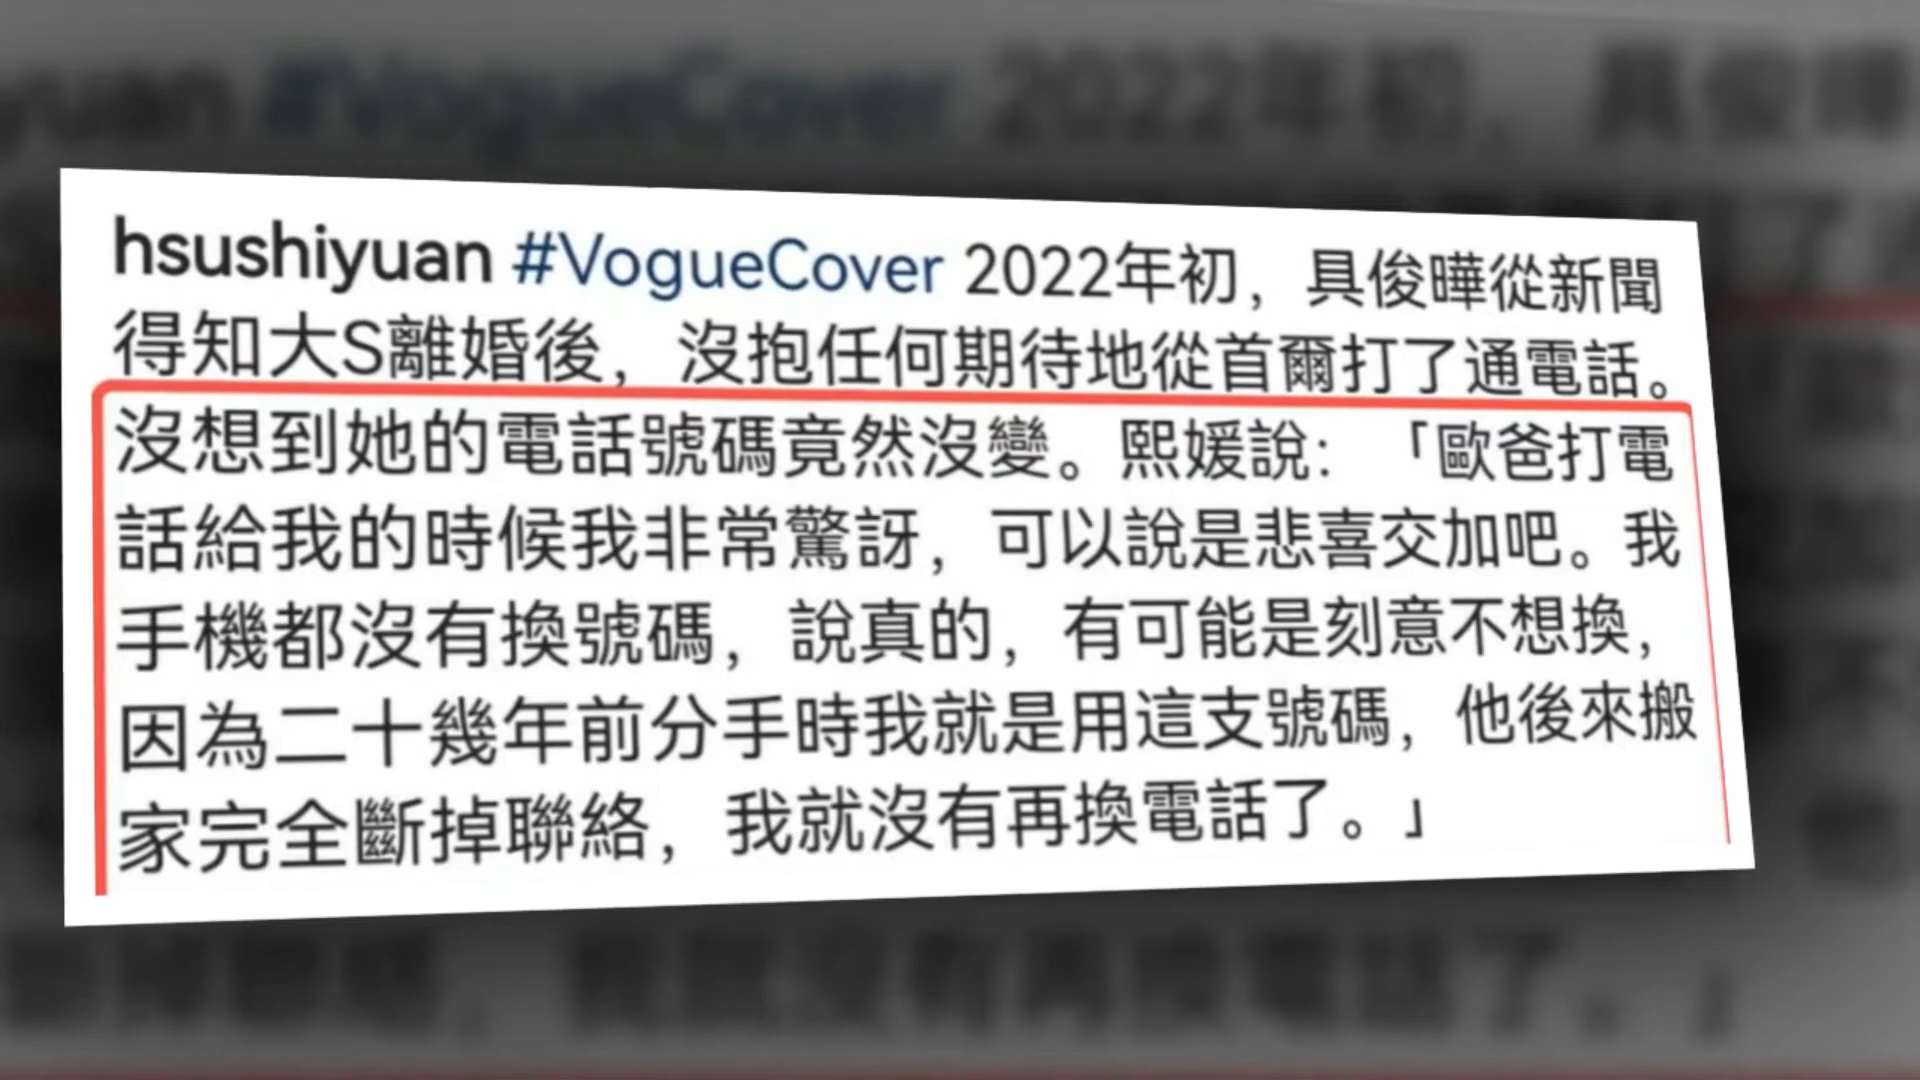 hsushiyuan #VogueCover 2022年初，具俊曄從新聞
得知大S離婚後，沒抱任何期待地從首爾打了通電話。
沒想到她的電話號碼竟然沒變。熙媛說：「歐爸打電
話給我的時候我非常驚訝，可以說是悲喜交加吧。我
手機都沒有換號碼，說真的，有可能是刻意不想換，
因為二十幾年前分手時我就是用這支號碼，他後來搬
家完全斷掉聯絡，我就沒有再換電話了。」